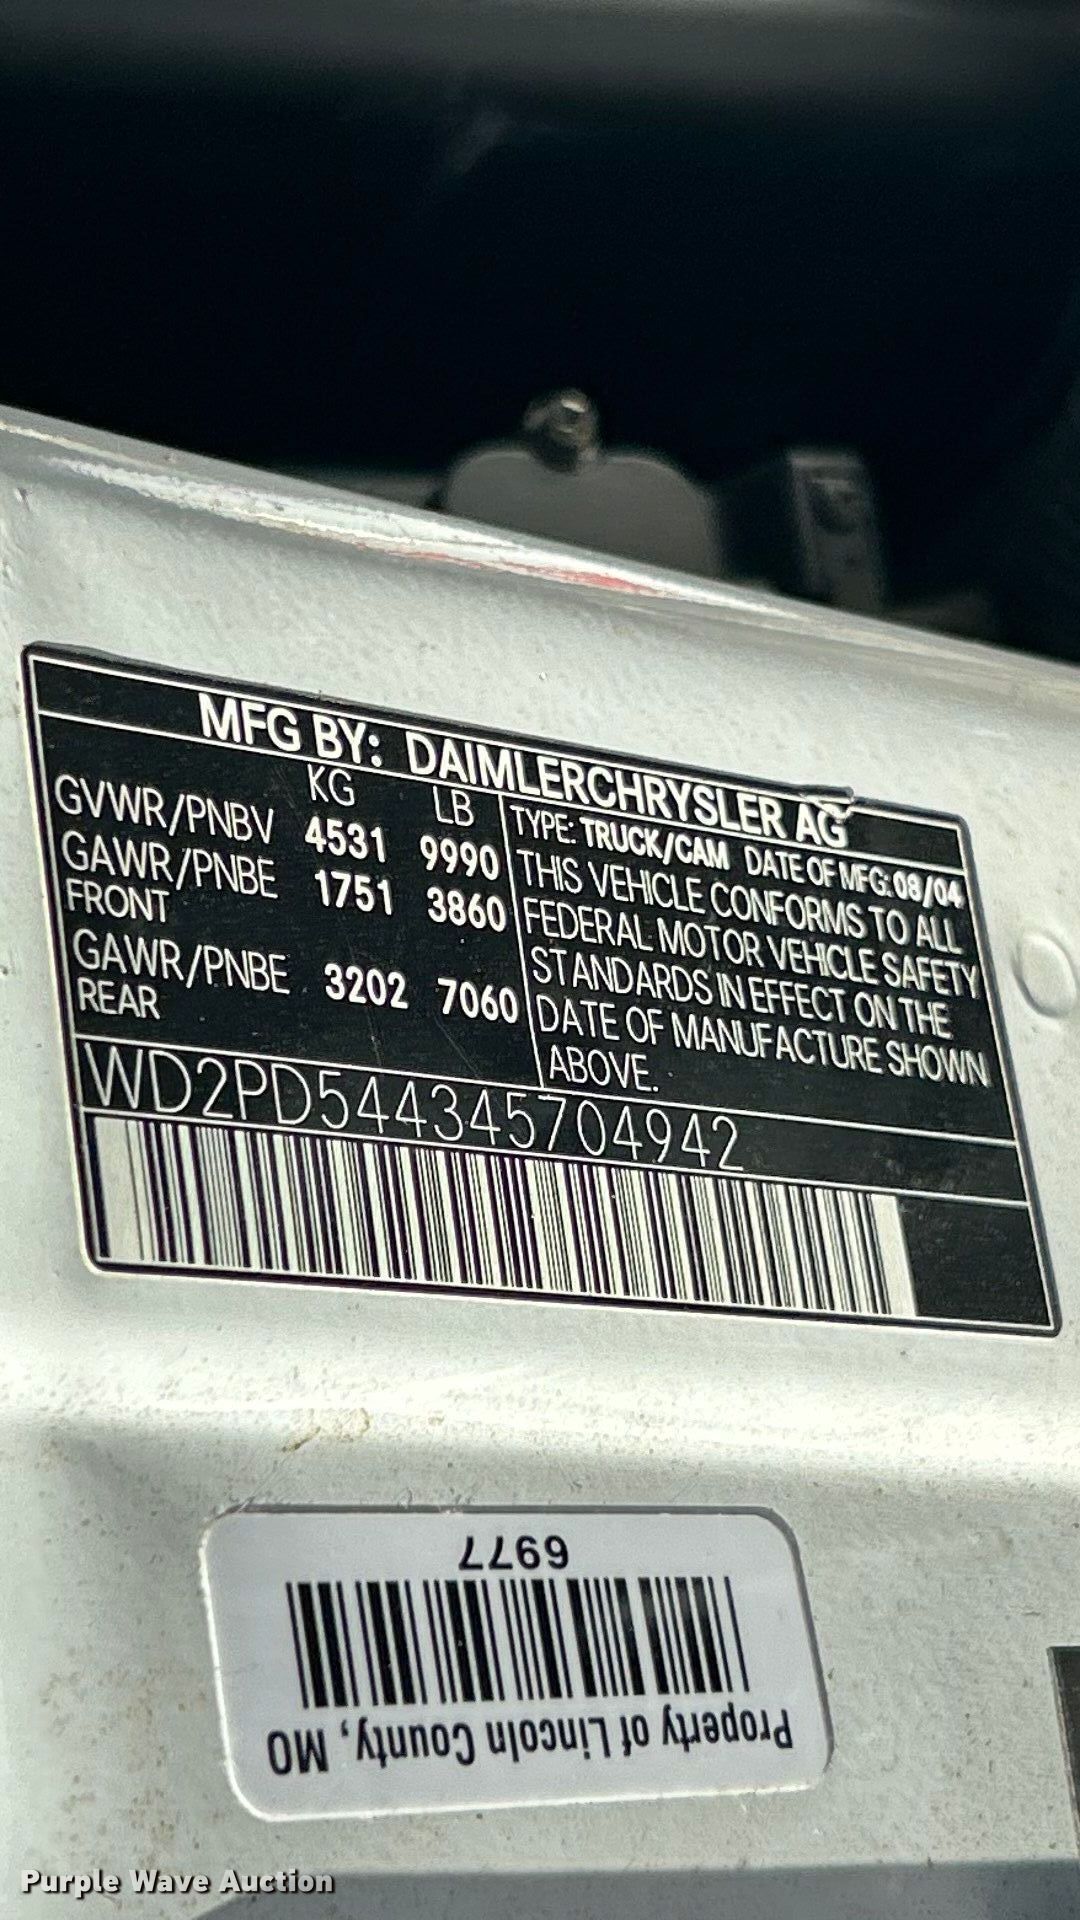 MFG BY: DAIMLERCHRYSLER AG
KG LB
GVWR/PNBV 4531 9990
GAWR/PNBE 1751 3860
FRONT
GAWR/PNBE 3202 7060
REAR
TYPE: TRUCK/CAM DATE OF MFG: 08/04
THIS VEHICLE CONFORMS TO ALL
FEDERAL MOTOR VEHICLE SAFETY
STANDARDS IN EFFECT ON THE
DATE OF MANUFACTURE SHOWN
ABOVE.
WD2PD544345704942
Property of Lincoln County, MO
6977
Purple Wave Auction